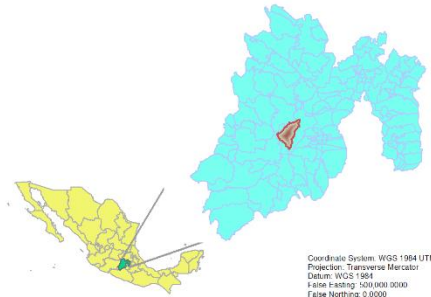 Coordinate System: WGS 1984 UTM
Projection: Transverse Mercator
Datum: WGS 1984
False Easting: 500,000.0000
False Northing: 0.0000